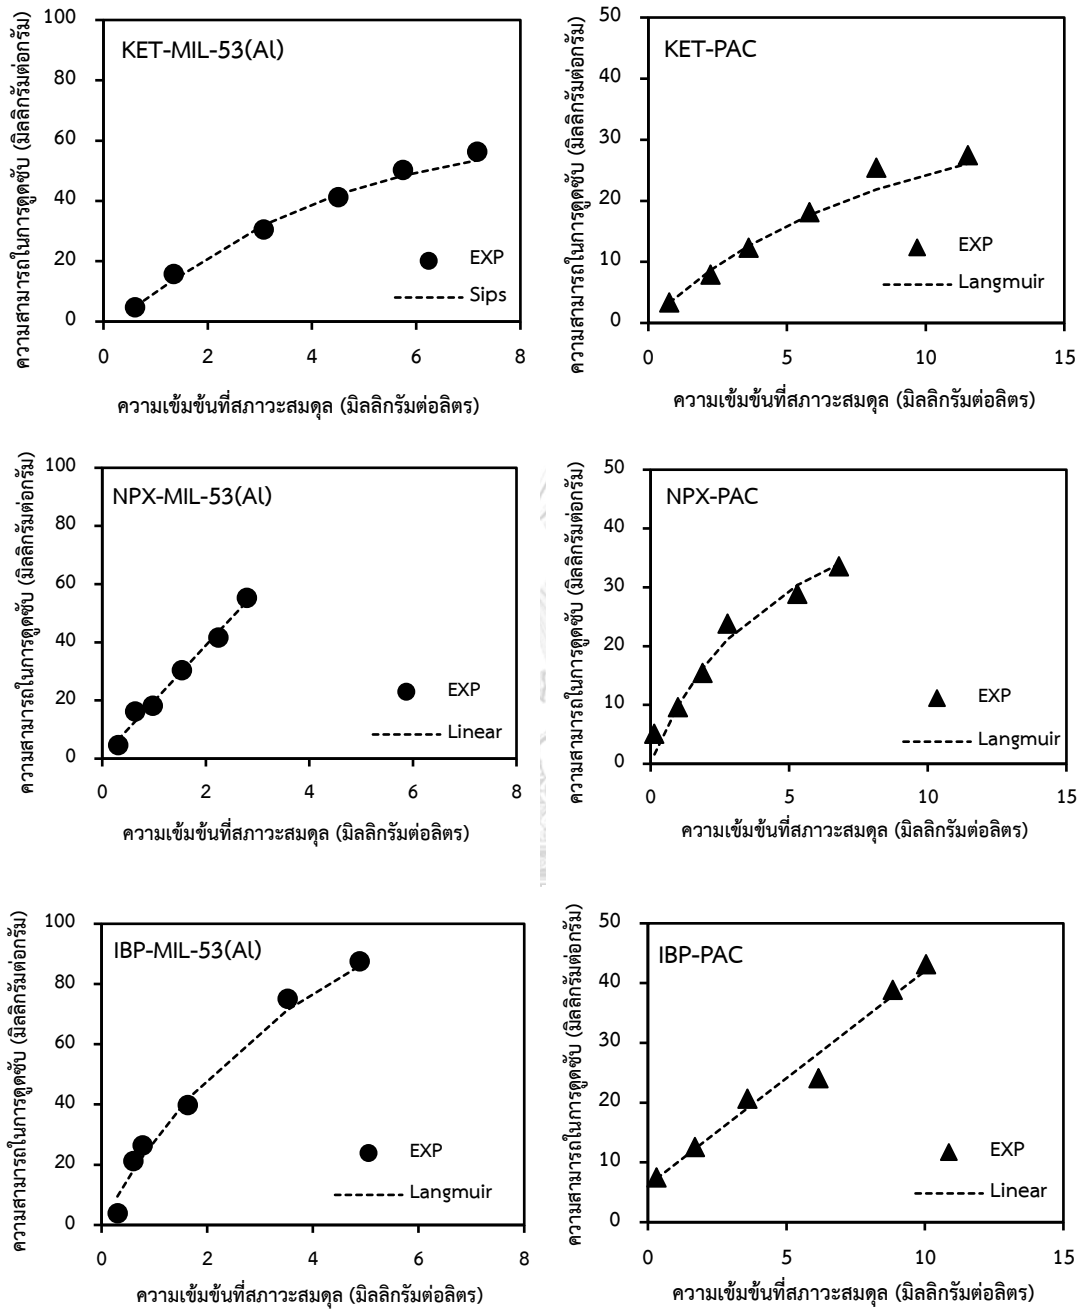 KET-MIL-53(Al)
ความสามารถในการดูดซับ (มิลลิกรัมต่อกรัม)
100
80
60
40
20
0
0 2 4 6 8
EXP
Sips
ความเข้มข้นที่สภาวะสมดุล (มิลลิกรัมต่อลิตร)
KET-PAC
ความสามารถในการดูดซับ (มิลลิกรัมต่อกรัม)
50
40
30
20
10
0
0 5 10 15
EXP
Langmuir
ความเข้มข้นที่สภาวะสมดุล (มิลลิกรัมต่อลิตร)
NPX-MIL-53(Al)
ความสามารถในการดูดซับ (มิลลิกรัมต่อกรัม)
100
80
60
40
20
0
0 2 4 6 8
EXP
Linear
ความเข้มข้นที่สภาวะสมดุล (มิลลิกรัมต่อลิตร)
NPX-PAC
ความสามารถในการดูดซับ (มิลลิกรัมต่อกรัม)
50
40
30
20
10
0
0 5 10 15
EXP
Langmuir
ความเข้มข้นที่สภาวะสมดุล (มิลลิกรัมต่อลิตร)
IBP-MIL-53(Al)
ความสามารถในการดูดซับ (มิลลิกรัมต่อกรัม)
100
80
60
40
20
0
0 2 4 6 8
EXP
Langmuir
ความเข้มข้นที่สภาวะสมดุล (มิลลิกรัมต่อลิตร)
IBP-PAC
ความสามารถในการดูดซับ (มิลลิกรัมต่อกรัม)
50
40
30
20
10
0
0 5 10 15
EXP
Linear
ความเข้มข้นที่สภาวะสมดุล (มิลลิกรัมต่อลิตร)